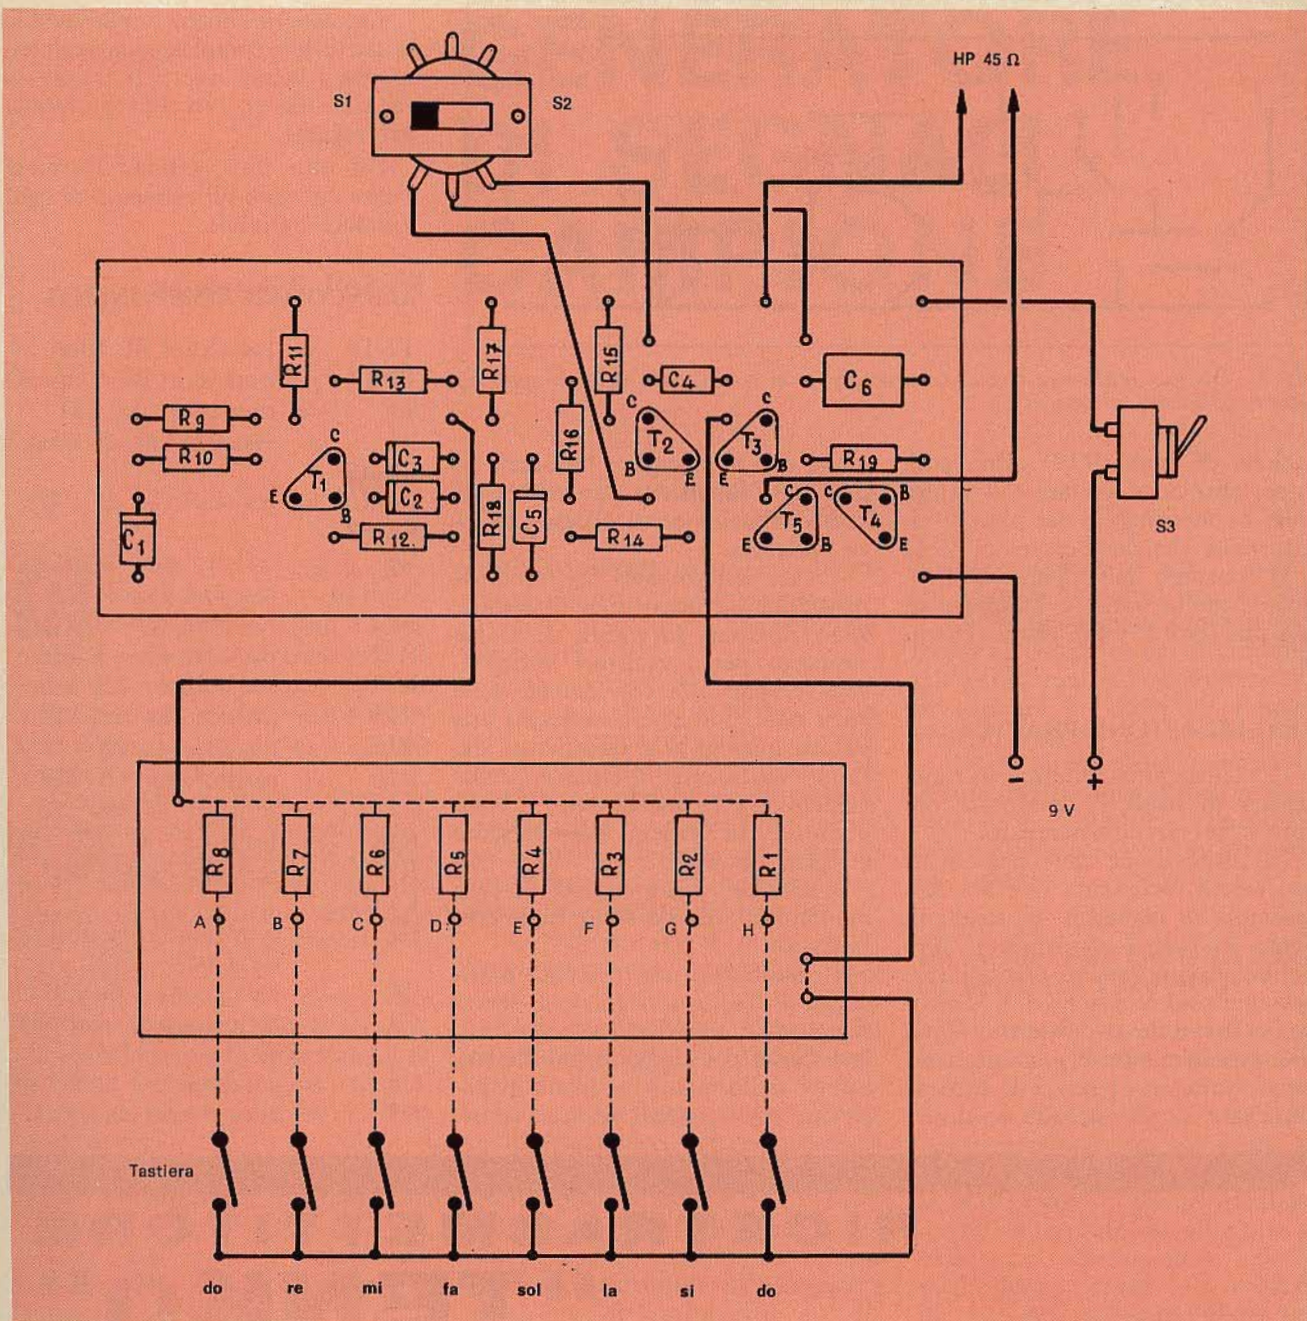 HP 45 Ω
S1
S2
R11
R17
R15
R13
C4
C6
R9
R16
C
C
T2
T3
R10
C
T1
C3
B
E
E
B
R19
E
B
C2
R18
C5
C
T5
C
B
T4
C1
R12.
R14
E
B
E
S3
-
+
9 V
R8
R7
R6
R5
R4
R3
R2
R1
A
B
C
D
E
F
G
H
Tastiera
do
re
mi
fa
sol
la
si
do